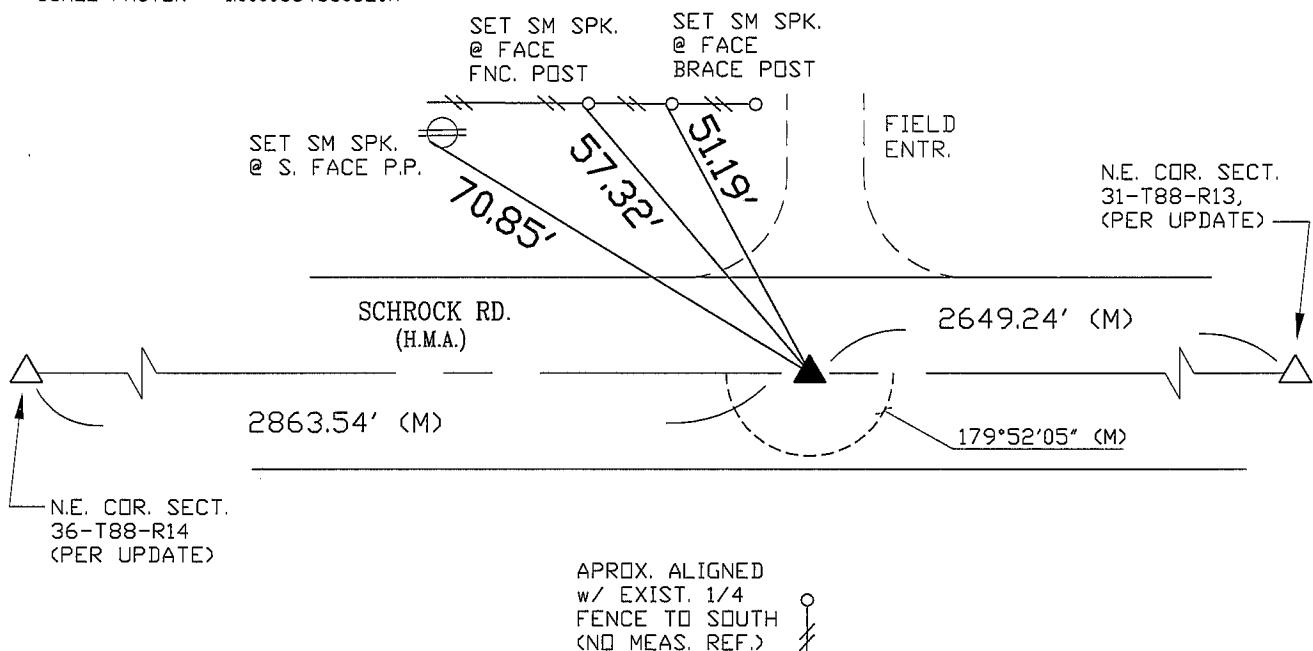 SET SM SPK.
@ FACE
FNC. POST
SET SM SPK.
@ FACE
BRACE POST
SET SM SPK.
@ S. FACE P.P.
70.85'
57.32'
51.19'
FIELD
ENTR.
N.E. COR. SECT.
31-T88-R13,
(PER UPDATE)
SCHROCK RD.
(H.M.A.)
2649.24' (M)
2863.54' (M)
179°52'05" (M)
N.E. COR. SECT.
36-T88-R14
(PER UPDATE)
APROX. ALIGNED
w/ EXIST. 1/4
FENCE TO SOUTH
(NO MEAS. REF.)